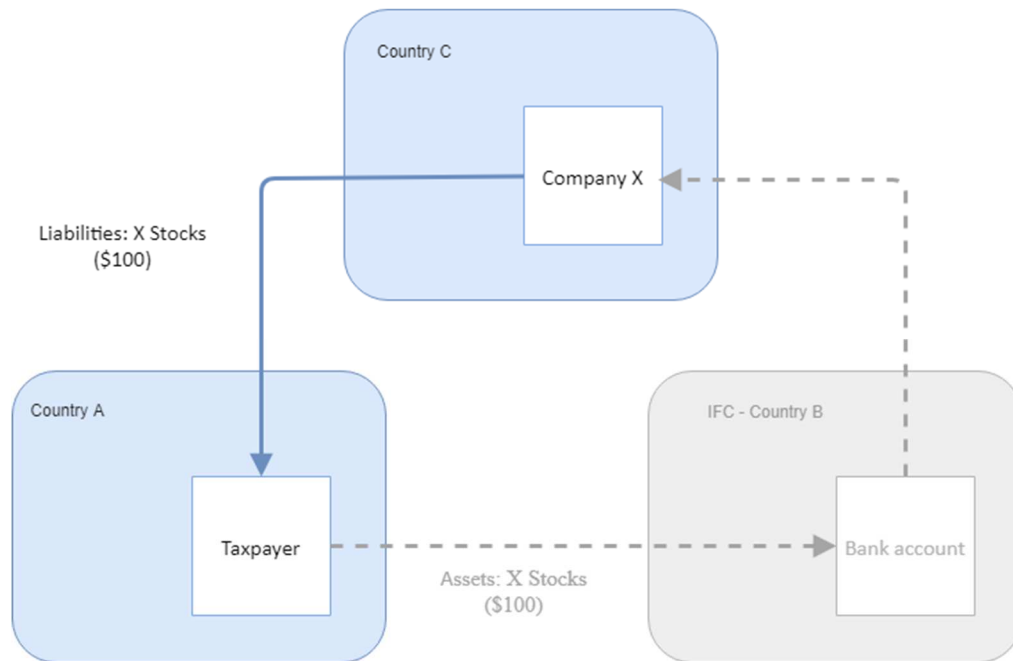 Country C
Company X
Liabilities: X Stocks
($100)
Country A
IFC - Country B
Taxpayer
Bank account
Assets: X Stocks
($100)